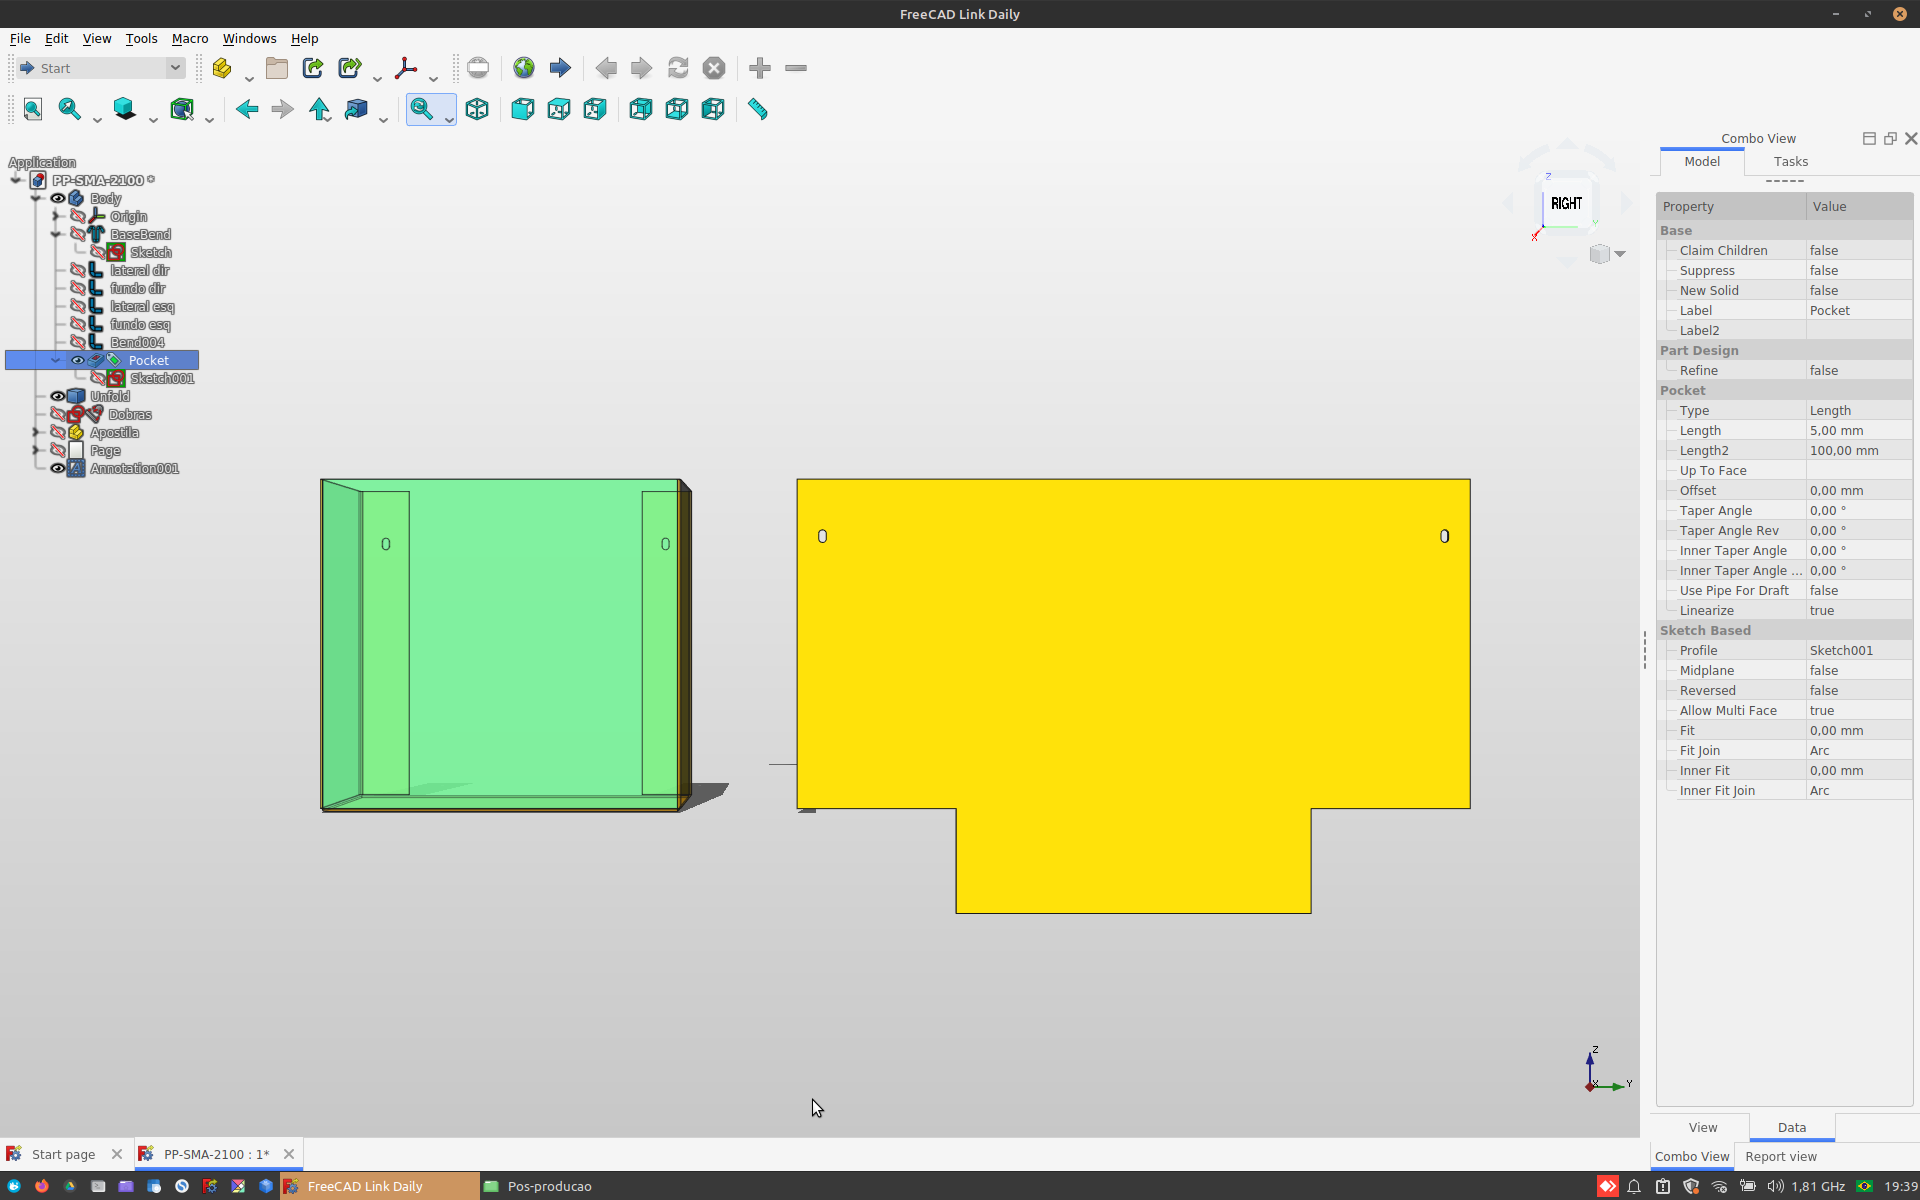 FreeCAD Link Daily
File Edit View Tools Macro Windows Help
Start
Combo View
Model Tasks
Application
PP-SMA-2100 *
Body
Origin
BaseBend
Sketch
lateral dir
fundo dir
lateral esq
fundo esq
Bend004
Pocket
Sketch001
Unfold
Dobras
Apostila
Page
Annotation001
Z
RIGHT
Y
X
Property Value
Base
Claim Children false
Suppress false
New Solid false
Label Pocket
Label2
Part Design
Refine false
Pocket
Type Length
Length 5,00 mm
Length2 100,00 mm
Up To Face
Offset 0,00 mm
Taper Angle 0,00 °
Taper Angle Rev 0,00 °
Inner Taper Angle 0,00 °
Inner Taper Angle ... 0,00 °
Use Pipe For Draft false
Linearize true
Sketch Based
Profile Sketch001
Midplane false
Reversed false
Allow Multi Face true
Fit 0,00 mm
Fit Join Arc
Inner Fit 0,00 mm
Inner Fit Join Arc
Z
X
Y
View Data
Combo View Report view
Start page PP-SMA-2100 : 1*
FreeCAD Link Daily Pos-producao 1,81 GHz 19:39